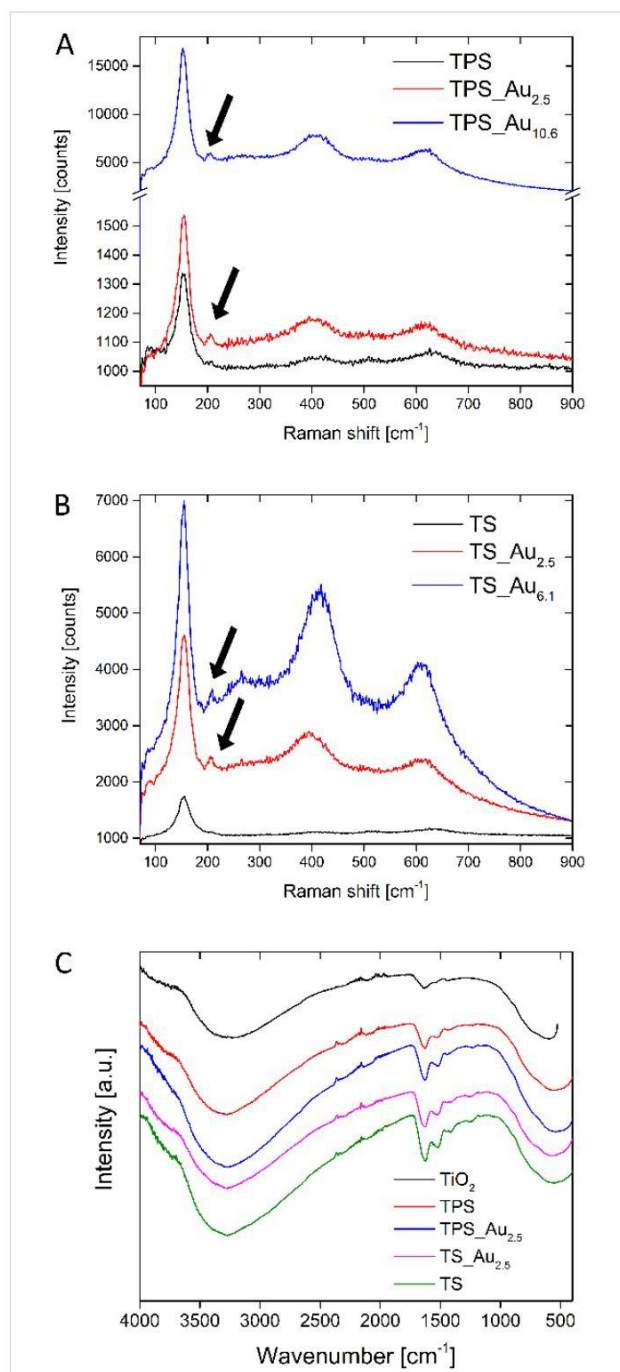 A
TPS
TPS_Au2.5
TPS_Au10.6
15000
10000
5000
1500
1400
1300
1200
1100
1000
Intensity [counts]
100 200 300 400 500 600 700 800 900
Raman shift [cm-1]
B
TS
TS_Au2.5
TS_Au6.1
7000
6000
5000
4000
3000
2000
1000
Intensity [counts]
100 200 300 400 500 600 700 800 900
Raman shift [cm-1]
C
Intensity [a.u.]
TiO2
TPS
TPS_Au2.5
TS_Au2.5
TS
4000 3500 3000 2500 2000 1500 1000 500
Wavenumber [cm-1]